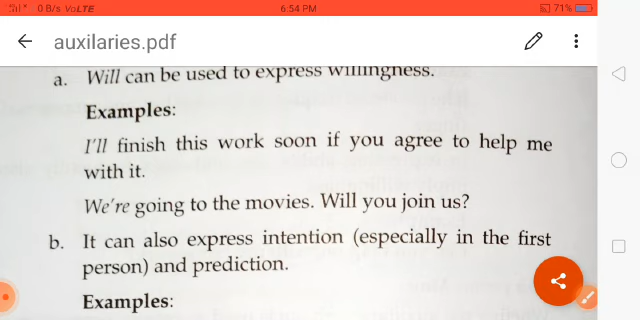 0 B/s VoLTE 6:54 PM 71%
auxilaries.pdf
a. Will can be used to express willingness.
Examples:
I'll finish this work soon if you agree to help me
with it.
We're going to the movies. Will you join us?
b. It can also express intention (especially in the first
person) and prediction.
Examples: